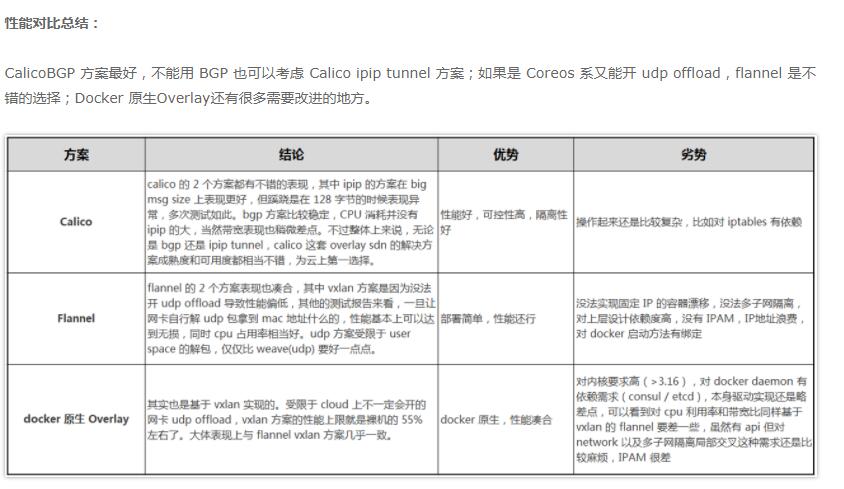 性能对比总结：
CalicoBGP 方案最好，不能用 BGP 也可以考虑 Calico ipip tunnel 方案；如果是 Coreos 系又能开 udp offload，flannel 是不
错的选择；Docker 原生Overlay还有很多需要改进的地方。
方案
结论
优势
劣势
Calico
calico 的 2 个方案都有不错的表现，其中 ipip 的方案在 big
msg size 上表现更好，但蹊跷是在 128 字节的时候表现异
常，多次测试如此。bgp 方案比较稳定，CPU 消耗并没有
ipip 的大，当然带宽表现也稍微差点。不过整体上来说，无论
是 bgp 还是 ipip tunnel，calico 这套 overlay sdn 的解决方
案成熟度和可用度都相当不错，为云上第一选择。
性能好，可控性高，隔离性
好
操作起来还是比较复杂，比如对 iptables 有依赖
Flannel
flannel 的 2 个方案表现也凑合，其中 vxlan 方案是因为没法
开 udp offload 导致性能偏低，其他的测试报告来看，一旦让
网卡自行解 udp 包拿到 mac 地址什么的，性能基本上可以达
到无损，同时 cpu 占用率相当好。udp 方案受限于 user
space 的解包，仅仅比 weave(udp) 要好一点点。
部署简单，性能还行
没法实现固定 IP 的容器漂移，没法多子网隔离，
对上层设计依赖度高，没有 IPAM，IP地址浪费，
对 docker 启动方法有绑定
docker 原生 Overlay
其实也是基于 vxlan 实现的。受限于 cloud 上不一定会开的
网卡 udp offload，vxlan 方案的性能上限就是裸机的 55%
左右了。大体表现上与 flannel vxlan 方案几乎一致。
docker 原生，性能凑合
对内核要求高（>3.16），对 docker daemon 有
依赖需求（consul / etcd），本身驱动实现还是略
差点，可以看到对 cpu 利用率和带宽比同样基于
vxlan 的 flannel 要差一些，虽然有 api 但对
network 以及多子网隔离局部交叉这种需求还是比
较麻烦，IPAM 很差